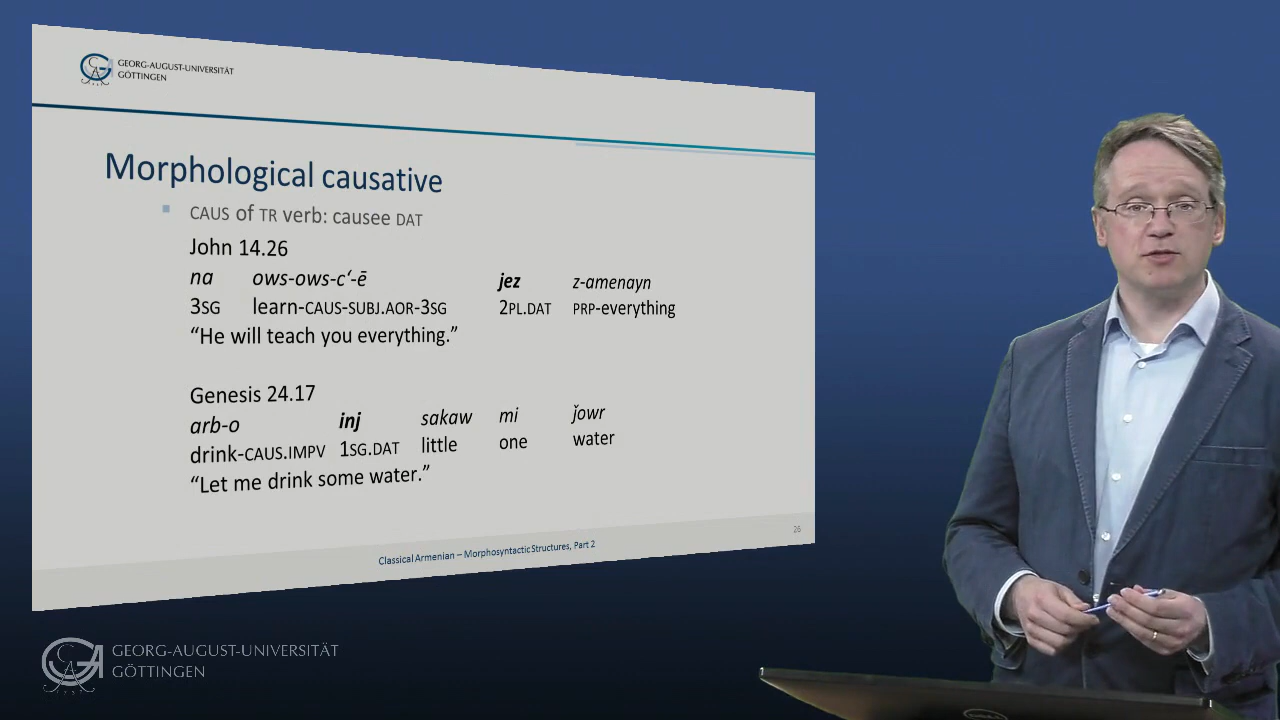 GEORG-AUGUST-UNIVERSITÄT
GÖTTINGEN
Morphological causative
CAUS of TR verb: causee DAT
John 14.26
na ows-ows-cʻ-ē jez z-amenayn
3SG learn-CAUS-SUBJ.AOR-3SG 2PL.DAT PRP-everything
“He will teach you everything.”
Genesis 24.17
arb-o inj sakaw mi ǰowr
drink-CAUS.IMPV 1SG.DAT little one water
“Let me drink some water.”
26
Classical Armenian – Morphosyntactic Structures, Part 2
GEORG-AUGUST-UNIVERSITÄT
GÖTTINGEN